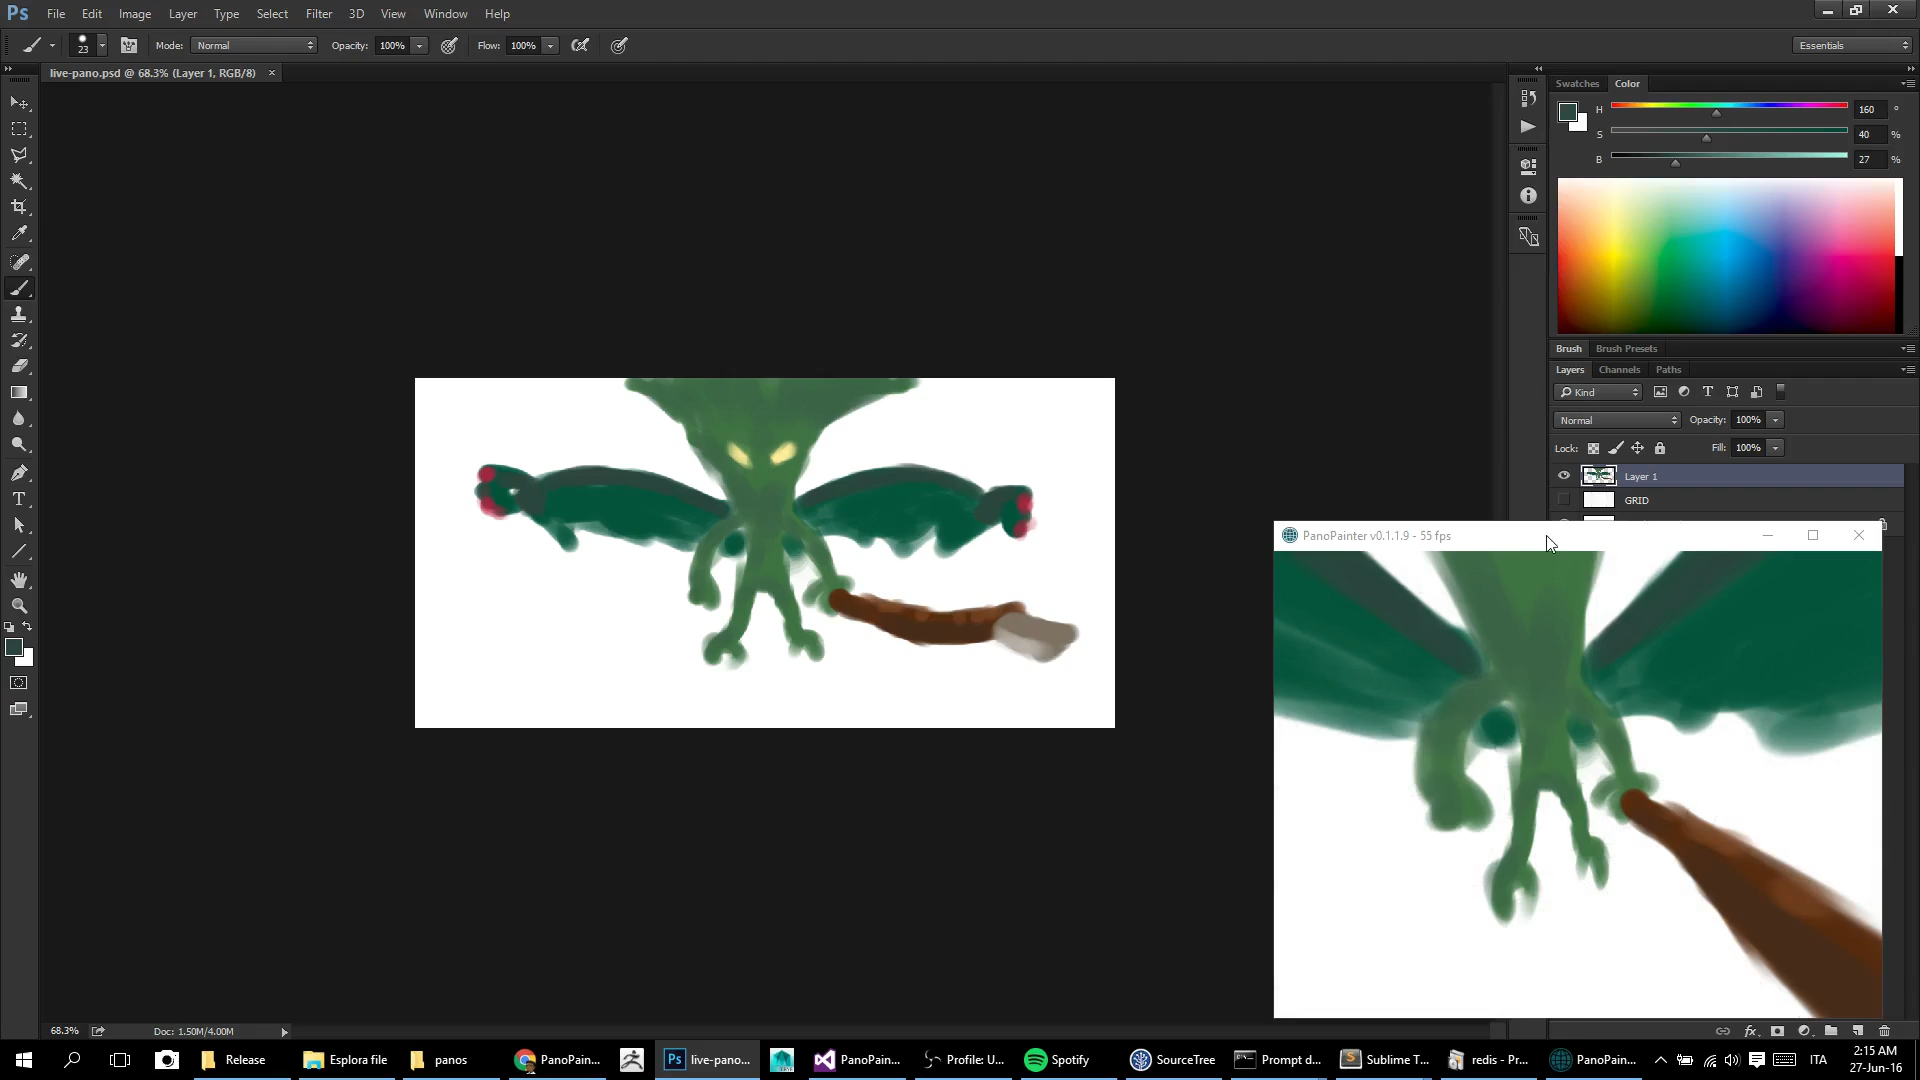 Ps File Edit Image Layer Type Select Filter 3D View Window Help
23 Mode: Normal Opacity: 100% Flow: 100% Essentials
live-pano.psd @ 68.3% (Layer 1, RGB/8) ×
Swatches Color
H 160 °
S 40 %
B 27 %
Brush Brush Presets
Layers Channels Paths
Kind
Normal Opacity: 100%
Lock: Fill: 100%
Layer 1
GRID
PanoPainter v0.1.1.9 - 55 fps
68.3% Doc: 1.50M/4.00M
fx
Release Esplora file panos PanoPain... Ps live-pano... PanoPain... Profile: U... Spotify SourceTree Prompt d... Sublime T... redis - Pr... PanoPain... ITA 2:15 AM
27-Jun-16